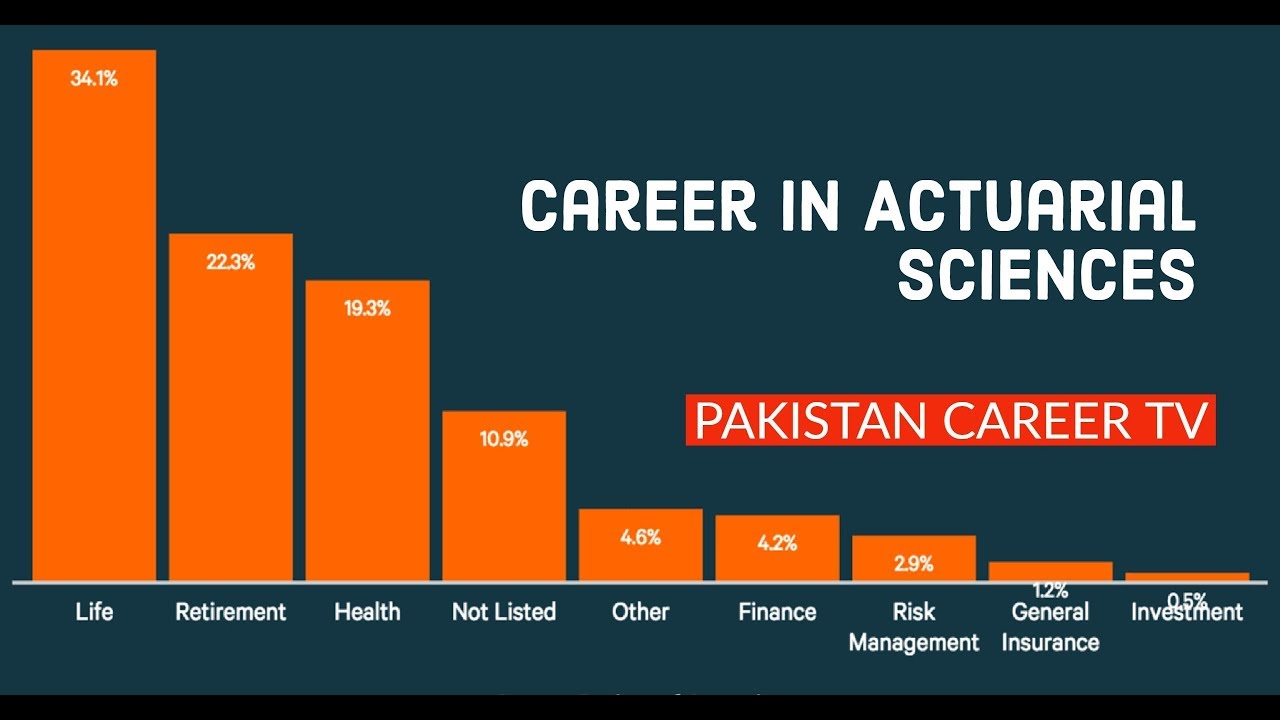 34.1%
22.3%
19.3%
10.9%
4.6%
4.2%
2.9%
1.2%
0.5%
CAREER IN ACTUARIAL
SCIENCES
PAKISTAN CAREER TV
Life
Retirement
Health
Not Listed
Other
Finance
Risk
Management
General
Insurance
Investment